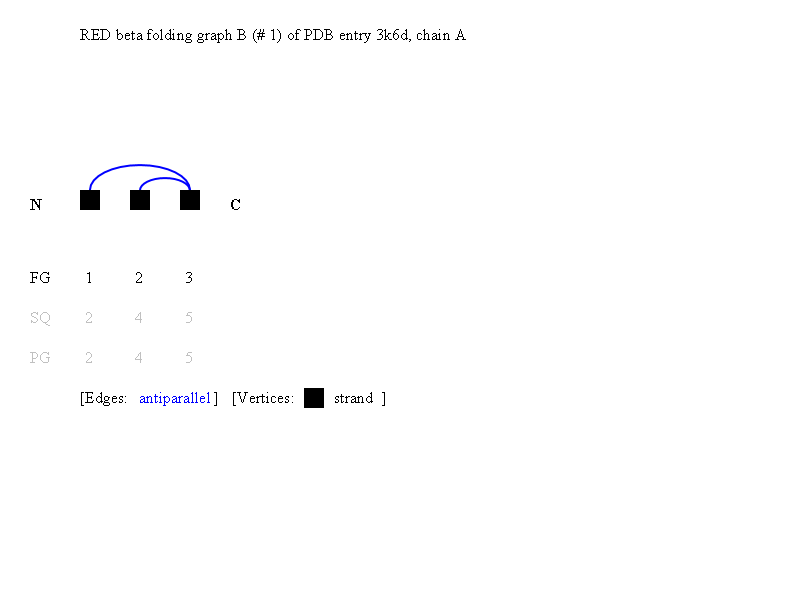 RED beta folding graph B (# 1) of PDB entry 3k6d, chain A
N C
FG 1 2 3
SQ 2 4 5
PG 2 4 5
[Edges: antiparallel ] [Vertices: strand ]